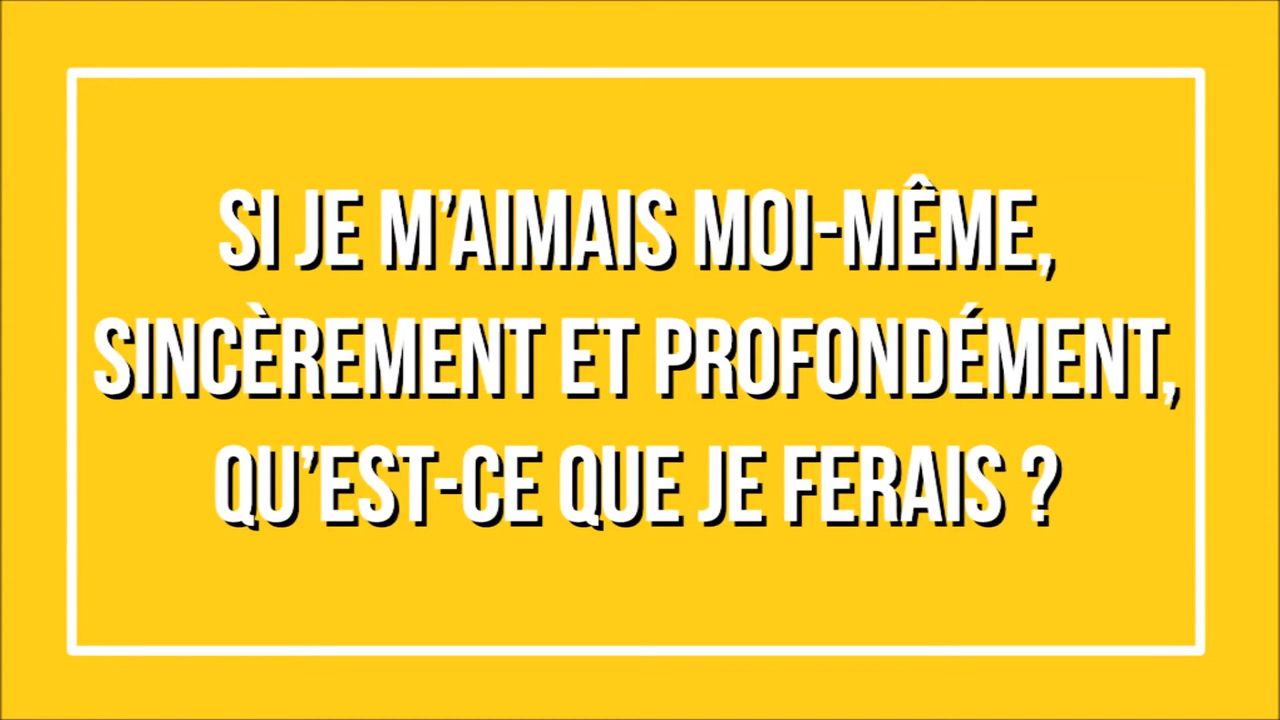 SI JE M'AIMAIS MOI-MÊME,
SINCÈREMENT ET PROFONDÉMENT,
QU'EST-CE QUE JE FERAIS ?